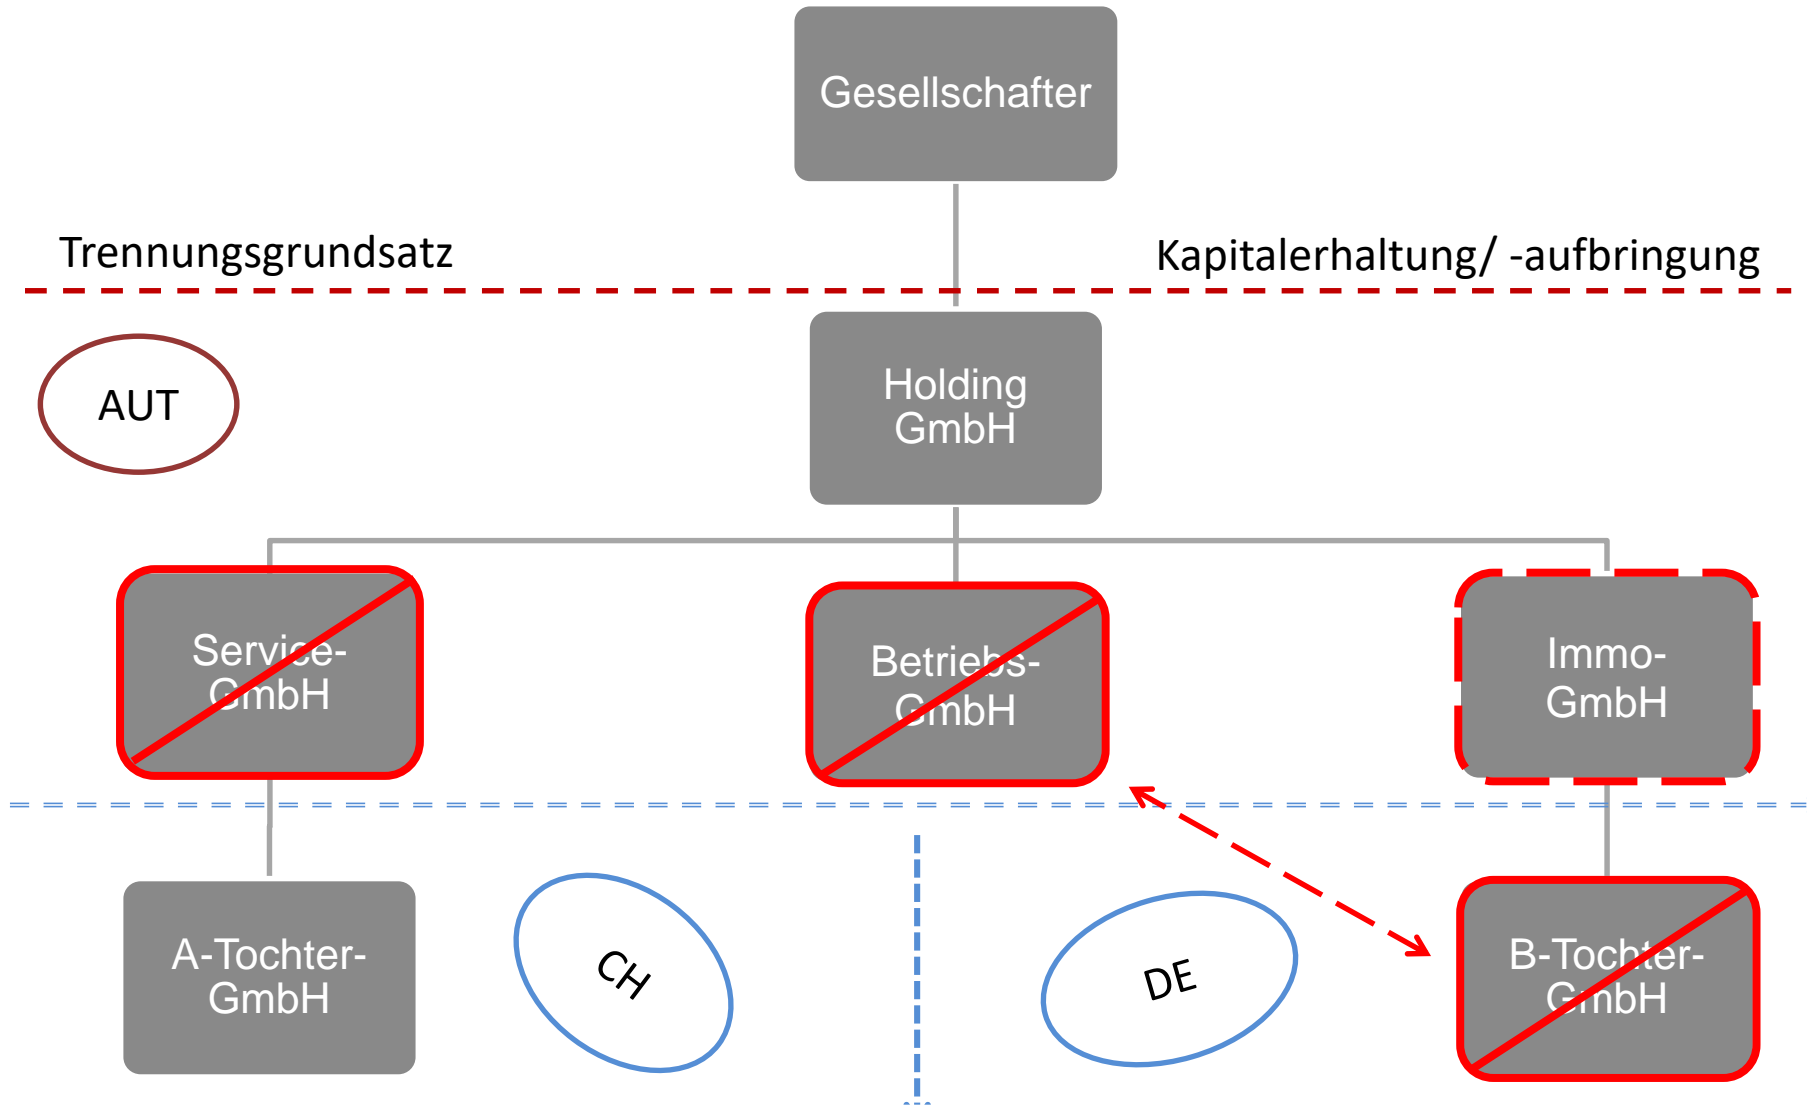 Gesellschafter
Trennungsgrundsatz
Kapitalerhaltung/ -aufbringung
AUT
Holding
GmbH
Service-
GmbH
Betriebs-
GmbH
Immo-
GmbH
A-Tochter-
GmbH
CH
DE
B-Tochter-
GmbH